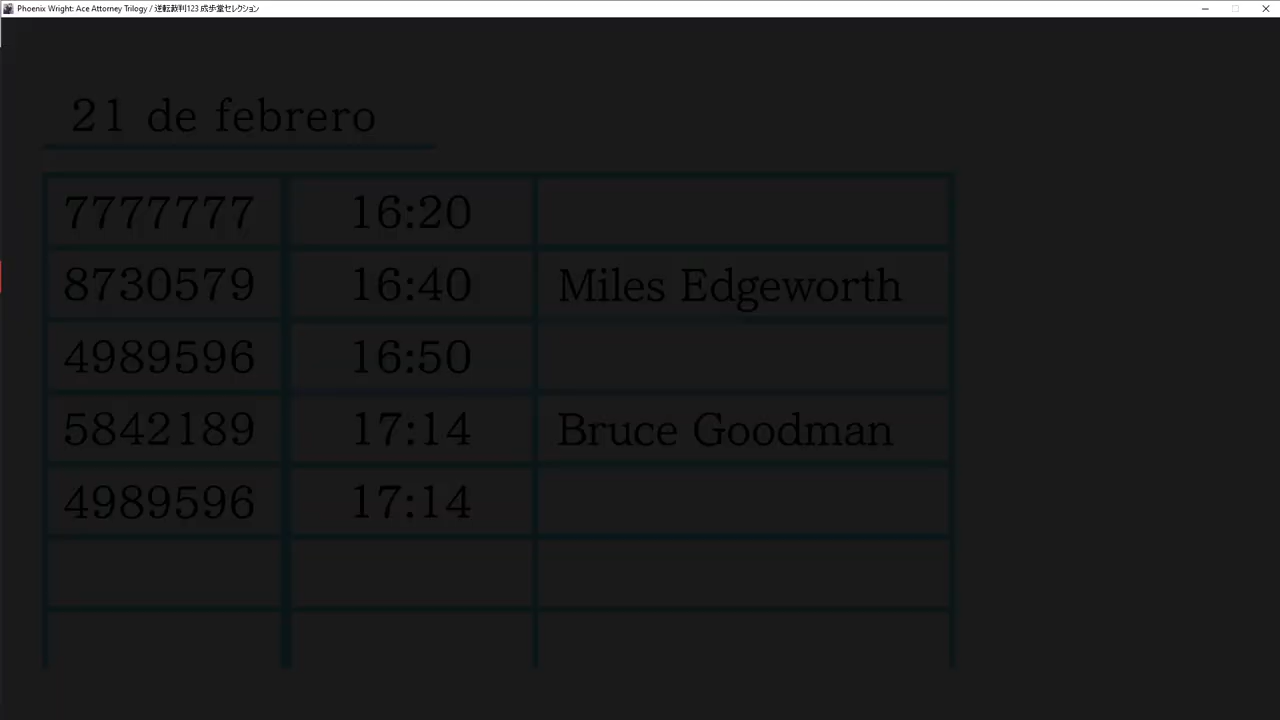 Phoenix Wright: Ace Attorney Trilogy / 逆転裁判123 成歩堂セレクション
21 de febrero
7777777 16:20
8730579 16:40 Miles Edgeworth
4989596 16:50
5842189 17:14 Bruce Goodman
4989596 17:14